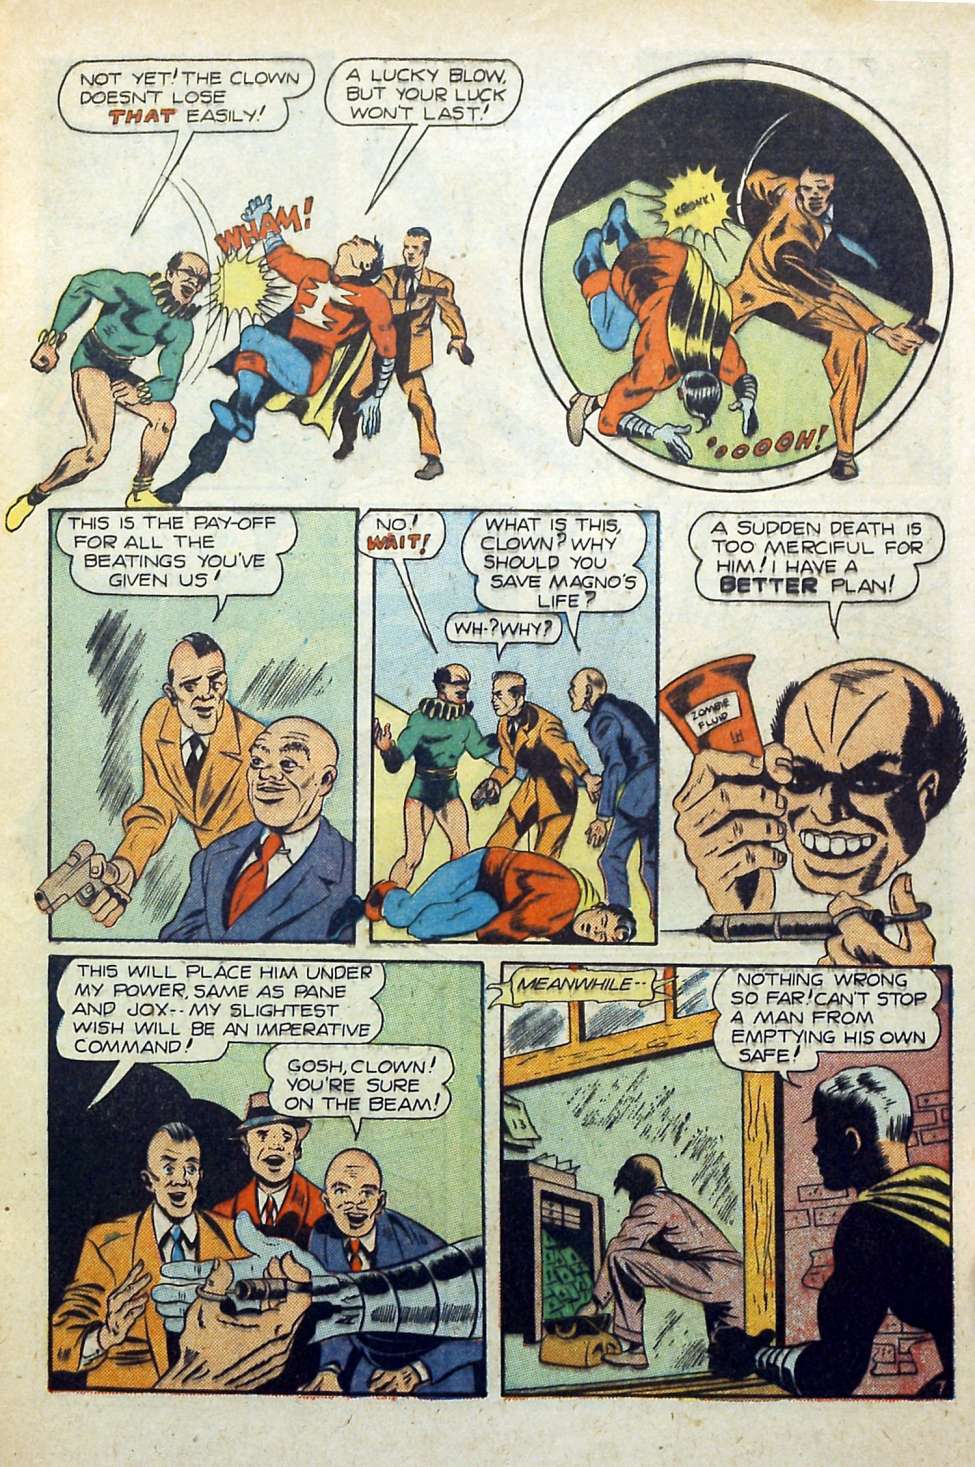 NOT YET! THE CLOWN
DOESN'T LOSE
THAT EASILY!
A LUCKY BLOW,
BUT YOUR LUCK
WON'T LAST!
WHAM!
KRONK!
OOOOOH!
THIS IS THE PAY-OFF
FOR ALL THE
BEATINGS YOU'VE
GIVEN US!
NO!
WAIT!
WHAT IS THIS,
CLOWN? WHY
SHOULD YOU
SAVE MAGNO'S
LIFE?
WH-? WHY?
A SUDDEN DEATH IS
TOO MERCIFUL FOR
HIM! I HAVE A
BETTER PLAN!
ZOMBIE
FLUID
THIS WILL PLACE HIM UNDER
MY POWER, SAME AS PANE
AND JOX-- MY SLIGHTEST
WISH WILL BE AN IMPERATIVE
COMMAND!
GOSH, CLOWN!
YOU'RE SURE
ON THE BEAM!
MEANWHILE--
NOTHING WRONG
SO FAR! CAN'T STOP
A MAN FROM
EMPTYING HIS OWN
SAFE!
13
7